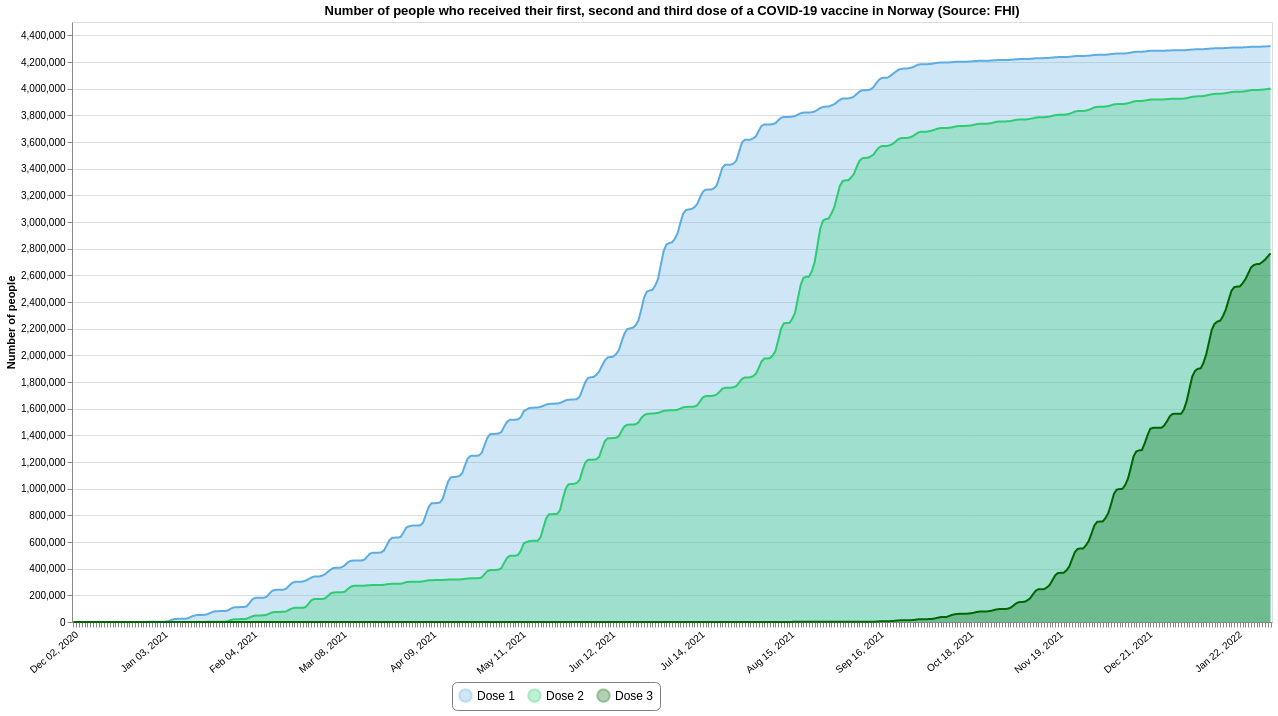 Number of people who received their first, second and third dose of a COVID-19 vaccine in Norway (Source: FHI)
Number of people
4,400,000
4,200,000
4,000,000
3,800,000
3,600,000
3,400,000
3,200,000
3,000,000
2,800,000
2,600,000
2,400,000
2,200,000
2,000,000
1,800,000
1,600,000
1,400,000
1,200,000
1,000,000
800,000
600,000
400,000
200,000
0
Dec 02, 2020
Jan 03, 2021
Feb 04, 2021
Mar 08, 2021
Apr 09, 2021
May 11, 2021
Jun 12, 2021
Jul 14, 2021
Aug 15, 2021
Sep 16, 2021
Oct 18, 2021
Nov 19, 2021
Dec 21, 2021
Jan 22, 2022
Dose 1 Dose 2 Dose 3